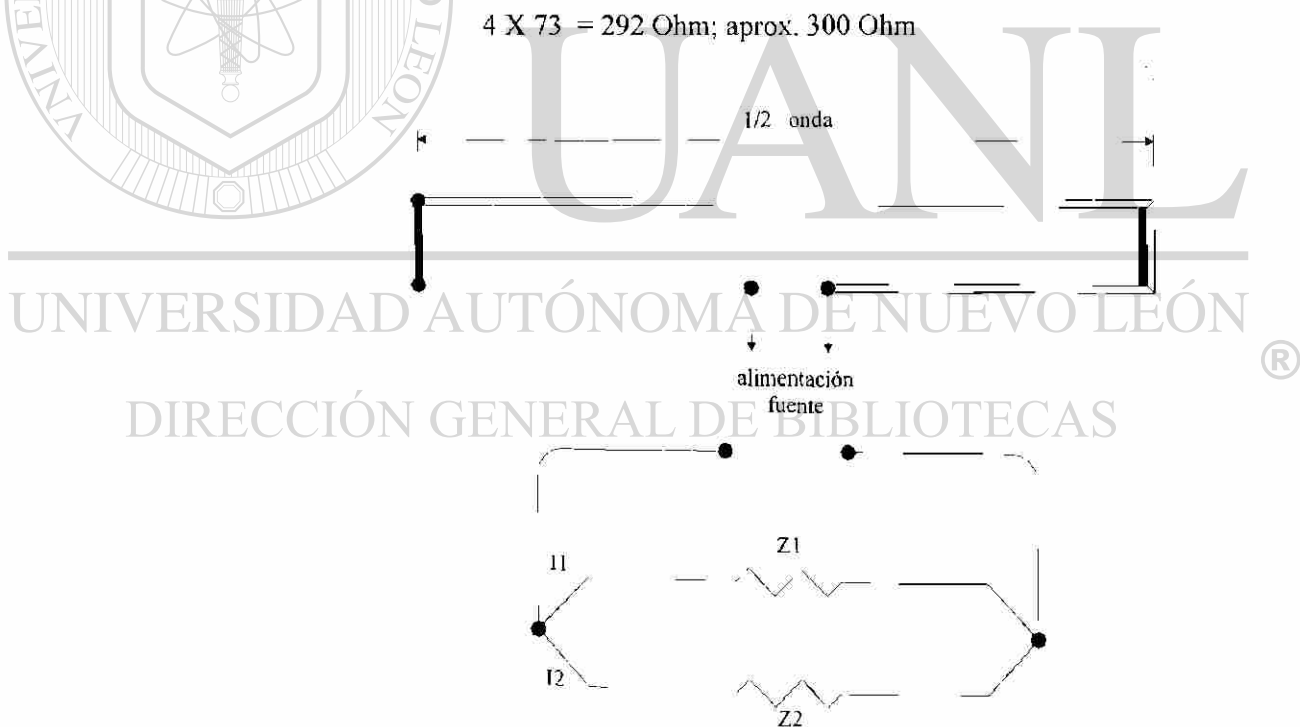 4 X 73 = 292 Ohm; aprox. 300 Ohm
UANL
1/2 onda
UNIVERSIDAD AUTÓNOMA DE NUEVO LEÓN
®
alimentación
fuente
DIRECCIÓN GENERAL DE BIBLIOTECAS
Z1
I1
I2
Z2